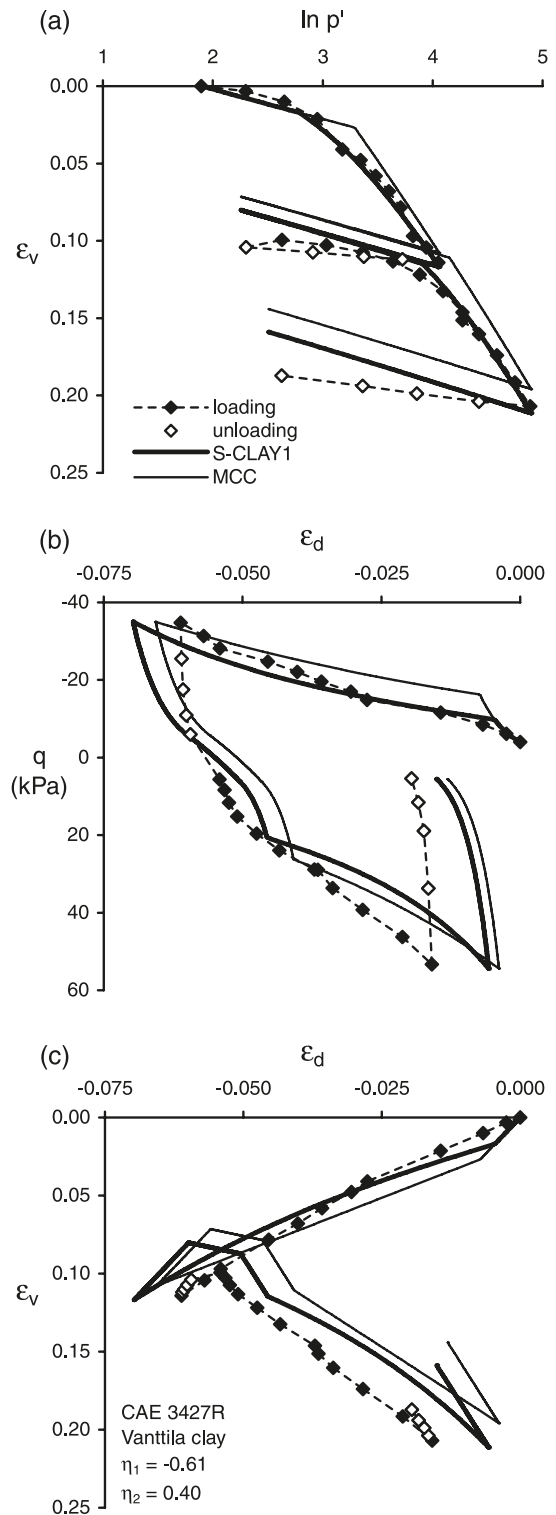 (a)
ln p'
1 2 3 4 5
0.00
0.05
0.10
εv
0.15
0.20
0.25
loading
unloading
S-CLAY1
MCC
(b)
εd
-0.075 -0.050 -0.025 0.000
-40
-20
0
q
(kPa)
20
40
60
(c)
εd
-0.075 -0.050 -0.025 0.000
0.00
0.05
0.10
εv
0.15
0.20
0.25
CAE 3427R
Vanttila clay
η1 = -0.61
η2 = 0.40